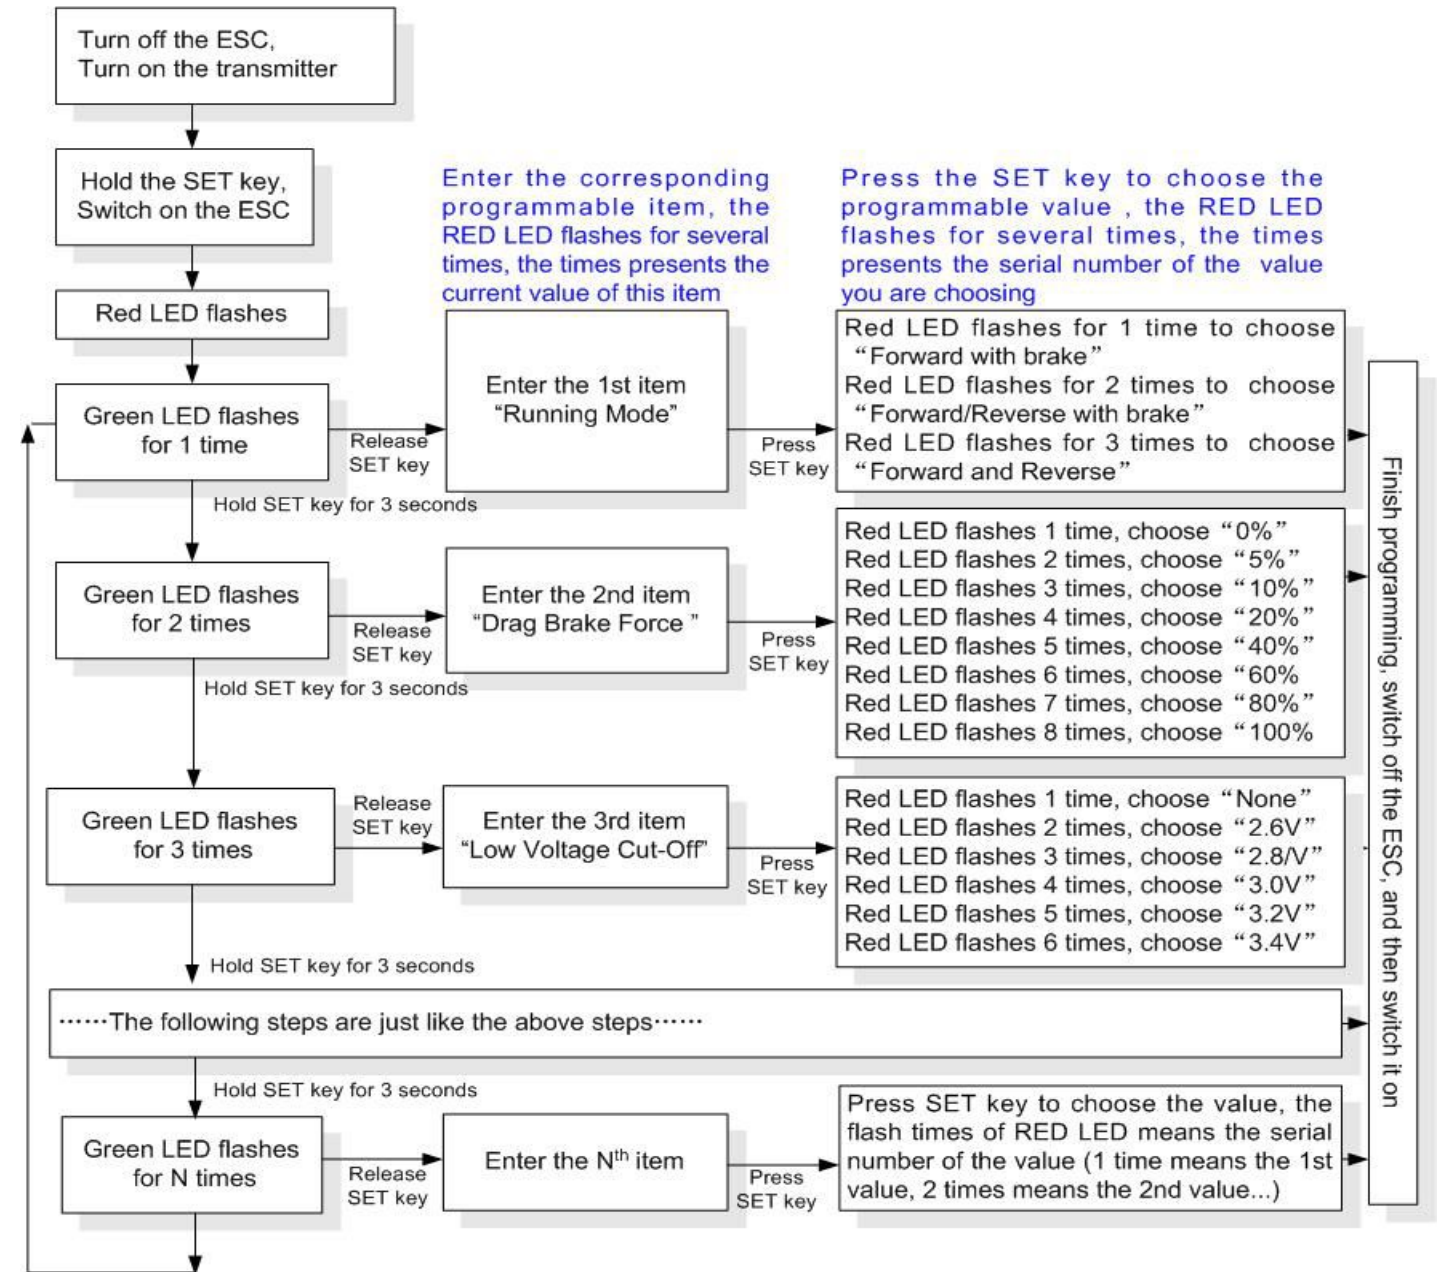 Turn off the ESC,
Turn on the transmitter
Hold the SET key,
Switch on the ESC
Red LED flashes
Enter the corresponding
programmable item, the
RED LED flashes for several
times, the times presents the
current value of this item
Press the SET key to choose the
programmable value , the RED LED
flashes for several times, the times
presents the serial number of the value
you are choosing
Green LED flashes
for 1 time
Release
SET key
Enter the 1st item
“Running Mode”
Press
SET key
Red LED flashes for 1 time to choose
“Forward with brake”
Red LED flashes for 2 times to choose
“Forward/Reverse with brake”
Red LED flashes for 3 times to choose
“Forward and Reverse”
Hold SET key for 3 seconds
Green LED flashes
for 2 times
Release
SET key
Enter the 2nd item
“Drag Brake Force ”
Press
SET key
Red LED flashes 1 time, choose “0%”
Red LED flashes 2 times, choose “5%”
Red LED flashes 3 times, choose “10%”
Red LED flashes 4 times, choose “20%”
Red LED flashes 5 times, choose “40%”
Red LED flashes 6 times, choose “60%
Red LED flashes 7 times, choose “80%”
Red LED flashes 8 times, choose “100%
Hold SET key for 3 seconds
Green LED flashes
for 3 times
Release
SET key
Enter the 3rd item
“Low Voltage Cut-Off”
Press
SET key
Red LED flashes 1 time, choose “None”
Red LED flashes 2 times, choose “2.6V”
Red LED flashes 3 times, choose “2.8/V”
Red LED flashes 4 times, choose “3.0V”
Red LED flashes 5 times, choose “3.2V”
Red LED flashes 6 times, choose “3.4V”
Hold SET key for 3 seconds
······The following steps are just like the above steps······
Hold SET key for 3 seconds
Green LED flashes
for N times
Release
SET key
Enter the Nth item
Press
SET key
Press SET key to choose the value, the
flash times of RED LED means the serial
number of the value (1 time means the 1st
value, 2 times means the 2nd value...)
Finish programming, switch off the ESC, and then switch it on